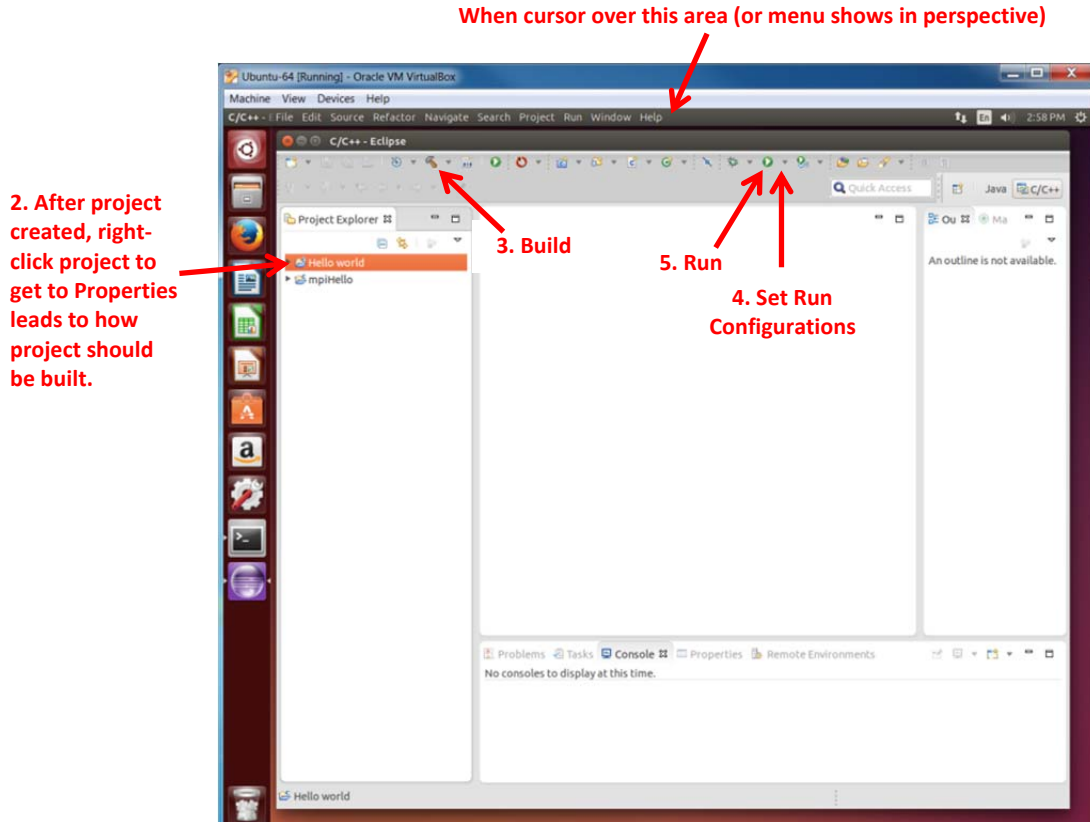 When cursor over this area (or menu shows in perspective)
Ubuntu-64 [Running] - Oracle VM VirtualBox
Machine View Devices Help
C/C++ - E File Edit Source Refactor Navigate Search Project Run Window Help
En 2:58 PM
C/C++ - Eclipse
Quick Access
Java C/C++
2. After project
created, right-
click project to
get to Properties
leads to how
project should
be built.
Project Explorer
Ou Ma
3. Build
5. Run
4. Set Run
Configurations
Hello world
mpiHello
An outline is not available.
Problems Tasks Console Properties Remote Environments
No consoles to display at this time.
Hello world